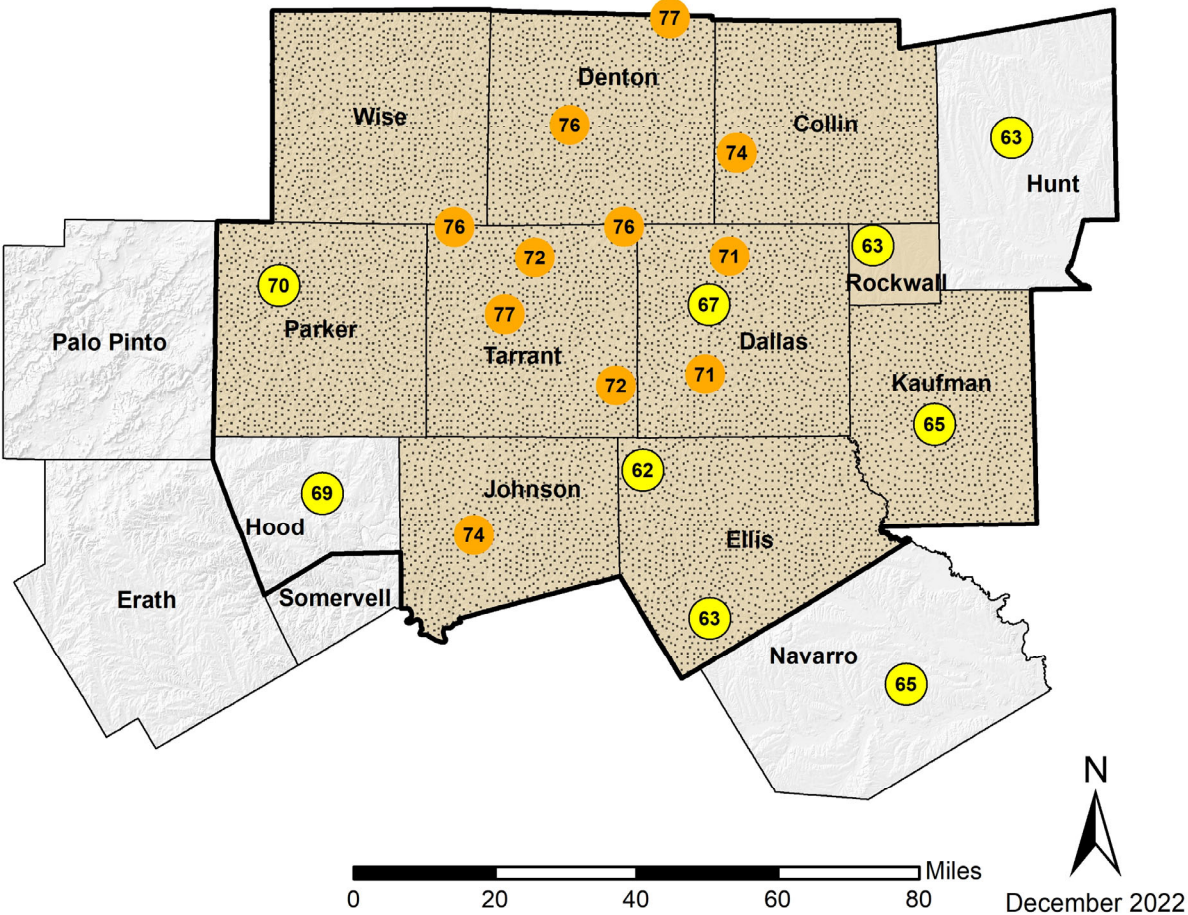 77
Denton
Wise
76
Collin
74
63
Hunt
76
76
72
71
63
Rockwall
70
67
77
Parker
Palo Pinto
Tarrant
Dallas
71
72
Kaufman
65
62
69
Johnson
Hood
74
Ellis
Erath
Somervell
63
Navarro
65
N
Miles
0 20 40 60 80
December 2022